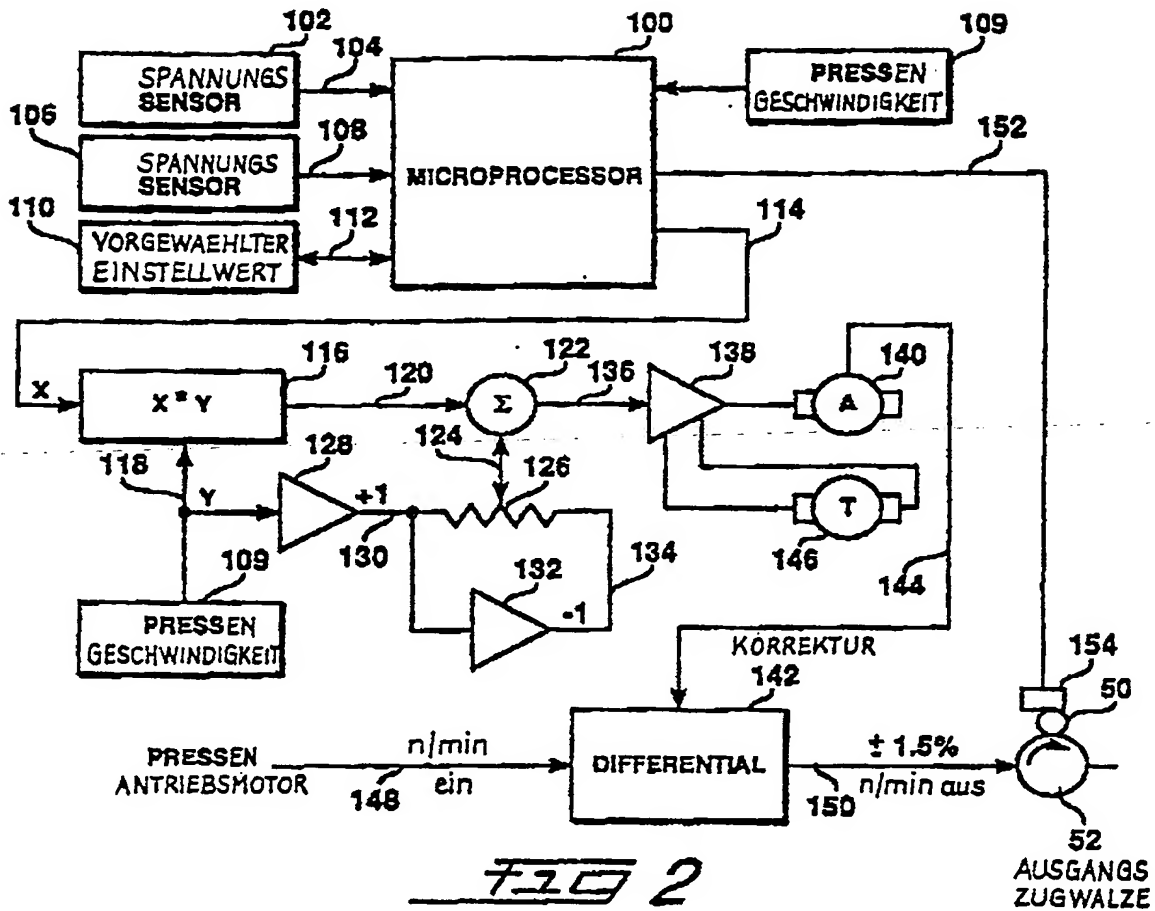 102
104
100
109
SPANNUNGS
SENSOR
PRESSEN
GESCHWINDIGKEIT
106
108
152
SPANNUNGS
SENSOR
MICROPROCESSOR
110
112
114
VORGEWAEHLTER
EINSTELLWERT
116
122
138
140
120
136
X
X * Y
Σ
A
118
128
124
126
Y
+1
130
T
146
109
132
134
-1
144
PRESSEN
GESCHWINDIGKEIT
KORREKTUR
142
154
50
PRESSEN
ANTRIEBSMOTOR
n/min
ein
148
DIFFERENTIAL
± 1.5%
n/min aus
150
52
AUSGANGS
ZUGWALZE
FIG 2